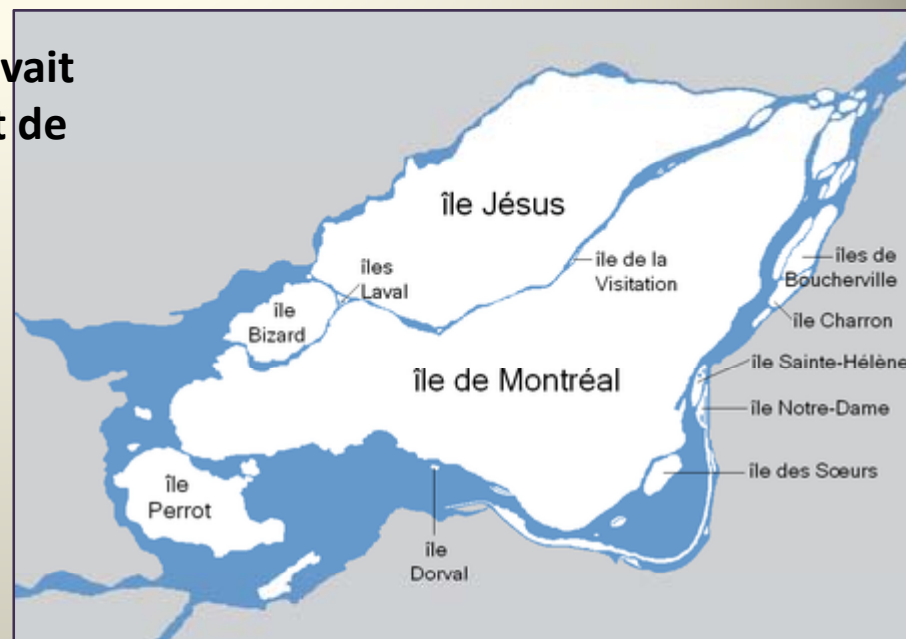 vait
t de
île Jésus
îles
Laval
île
Bizard
île de la
Visitation
îles de
Boucherville
île Charron
île Sainte-Hélène
île de Montréal
île Notre-Dame
île des Sœurs
île
Perrot
île
Dorval